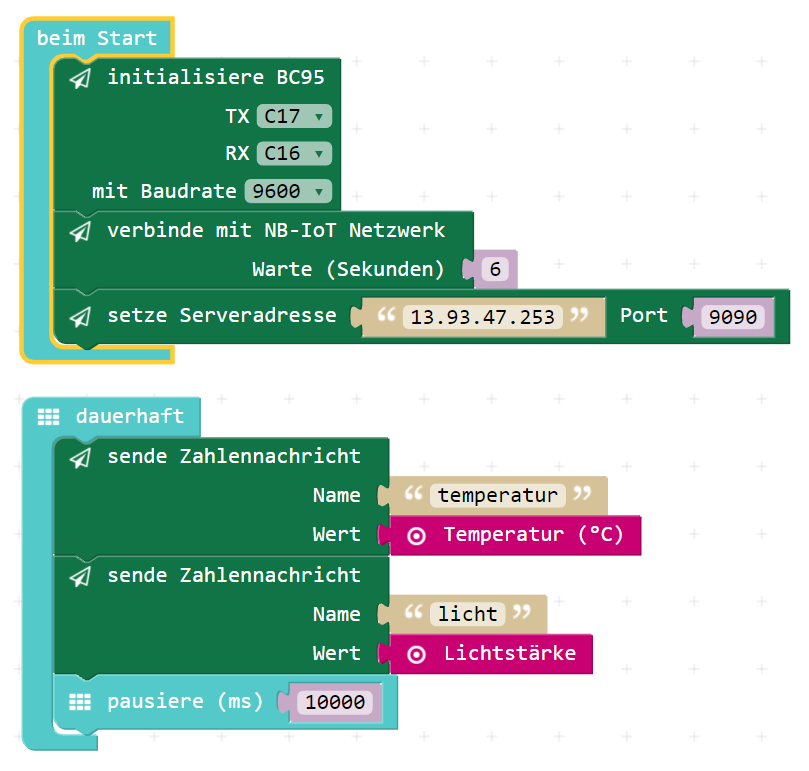 beim Start
initialisiere BC95
TX C17
RX C16
mit Baudrate 9600
verbinde mit NB-IoT Netzwerk
Warte (Sekunden) 6
setze Serveradresse “ 13.93.47.253 ” Port 9090
dauerhaft
sende Zahlennachricht
Name “ temperatur ”
Wert Temperatur (°C)
sende Zahlennachricht
Name “ licht ”
Wert Lichtstärke
pausiere (ms) 10000